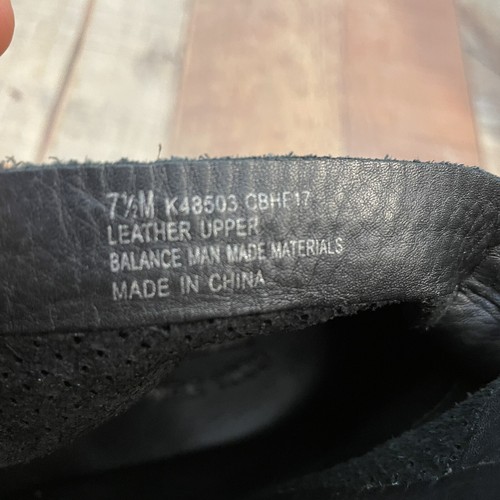 7½M K48503 CBHF17
LEATHER UPPER
BALANCE MAN MADE MATERIALS
MADE IN CHINA